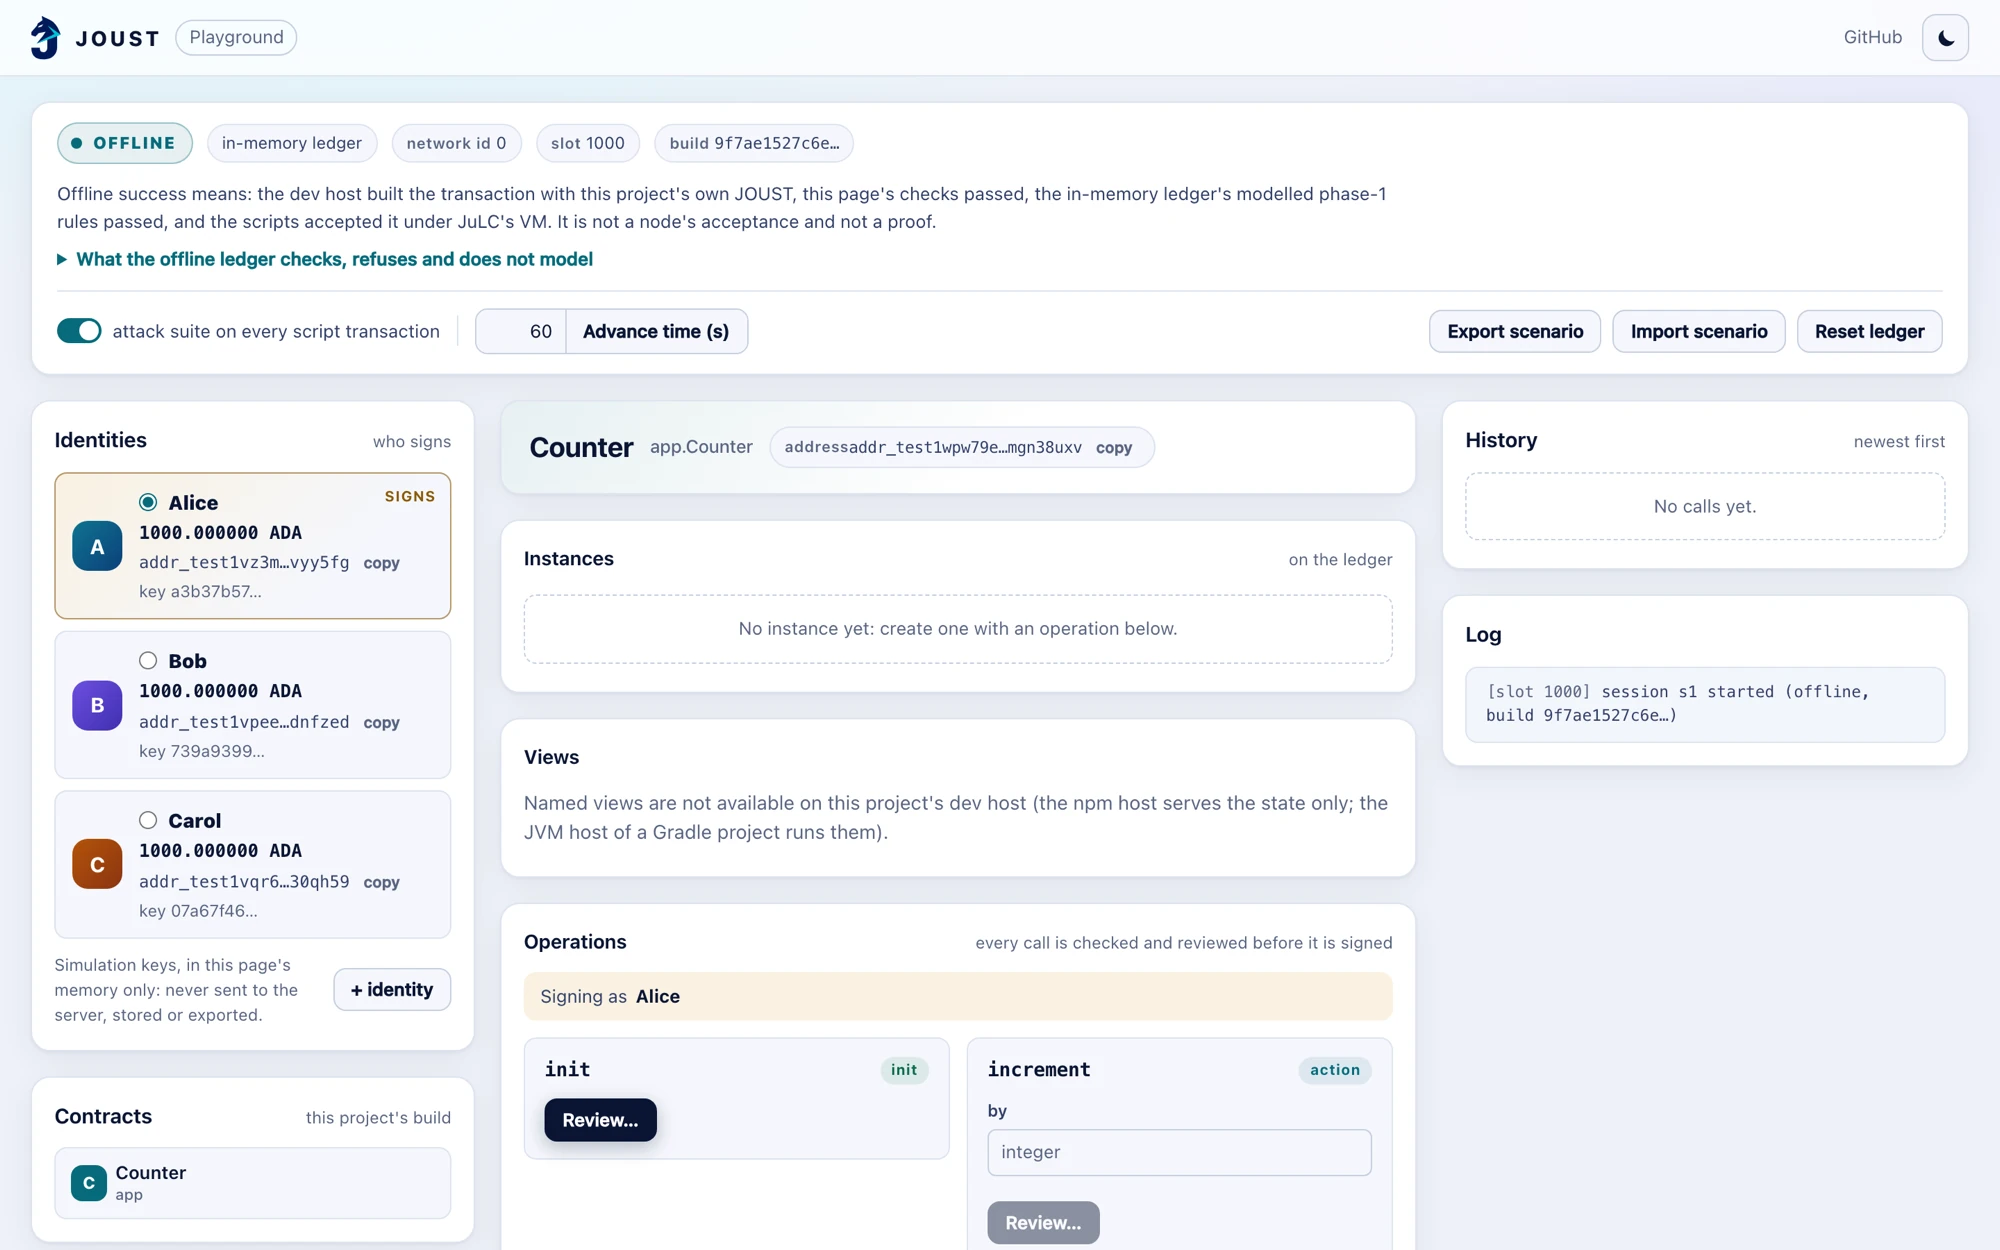 JOUST
Playground
GitHub
OFFLINE
in-memory ledger
network id 0
slot 1000
build 9f7ae1527c6e…
Offline success means: the dev host built the transaction with this project's own JOUST, this page's checks passed, the in-memory ledger's modelled phase-1
rules passed, and the scripts accepted it under JuLC's VM. It is not a node's acceptance and not a proof.
What the offline ledger checks, refuses and does not model
attack suite on every script transaction
60
Advance time (s)
Export scenario
Import scenario
Reset ledger
Identities
who signs
A
Alice
SIGNS
1000.000000 ADA
addr_test1vz3m…vyy5fg copy
key a3b37b57…
B
Bob
1000.000000 ADA
addr_test1vpee…dnfzed copy
key 739a9399…
C
Carol
1000.000000 ADA
addr_test1vqr6…30qh59 copy
key 07a67f46…
Simulation keys, in this page's
memory only: never sent to the
server, stored or exported.
+ identity
Contracts
this project's build
C
Counter
app
Counter
app.Counter
addressaddr_test1wpw79e…mgn38uxv copy
Instances
on the ledger
No instance yet: create one with an operation below.
Views
Named views are not available on this project's dev host (the npm host serves the state only; the
JVM host of a Gradle project runs them).
Operations
every call is checked and reviewed before it is signed
Signing as Alice
init
init
Review…
increment
action
by
integer
Review…
History
newest first
No calls yet.
Log
[slot 1000] session s1 started (offline,
build 9f7ae1527c6e…)